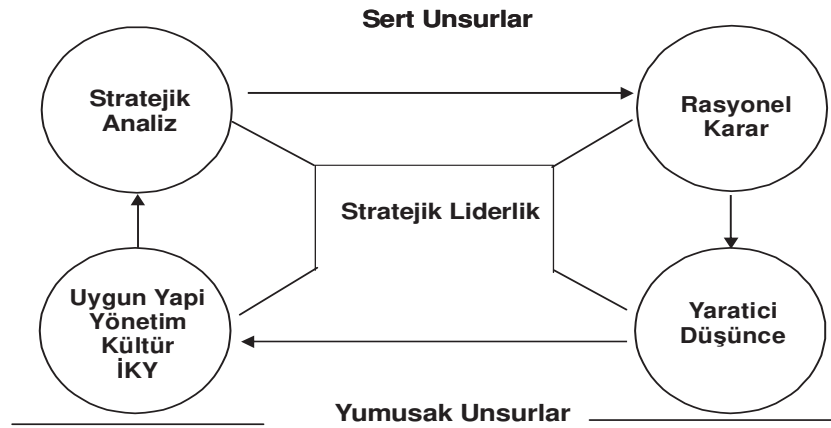 Sert Unsurlar
Stratejik
Analiz
Rasyonel
Karar
Stratejik Liderlik
Uygun Yapi
Yönetim
Kültür
İKY
Yaratici
Düşünce
Yumusak Unsurlar